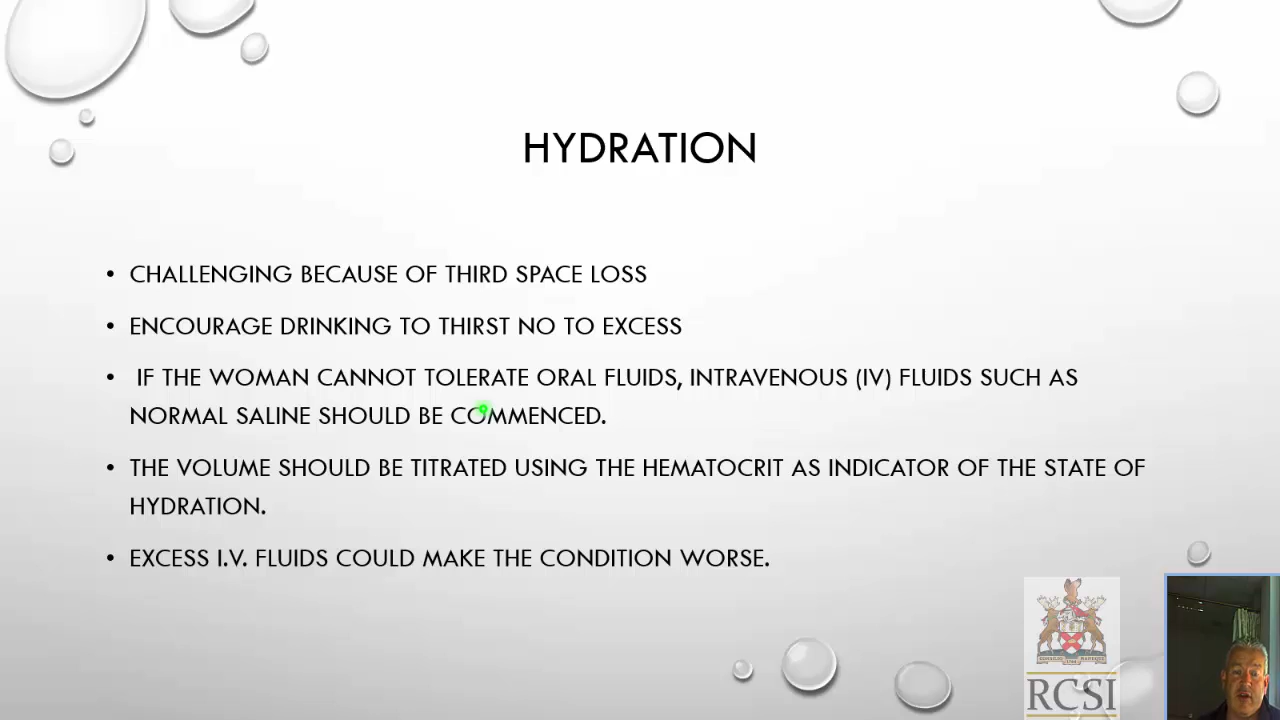 HYDRATION
• CHALLENGING BECAUSE OF THIRD SPACE LOSS
• ENCOURAGE DRINKING TO THIRST NO TO EXCESS
• IF THE WOMAN CANNOT TOLERATE ORAL FLUIDS, INTRAVENOUS (IV) FLUIDS SUCH AS
NORMAL SALINE SHOULD BE COMMENCED.
• THE VOLUME SHOULD BE TITRATED USING THE HEMATOCRIT AS INDICATOR OF THE STATE OF
HYDRATION.
• EXCESS I.V. FLUIDS COULD MAKE THE CONDITION WORSE.
RCSI